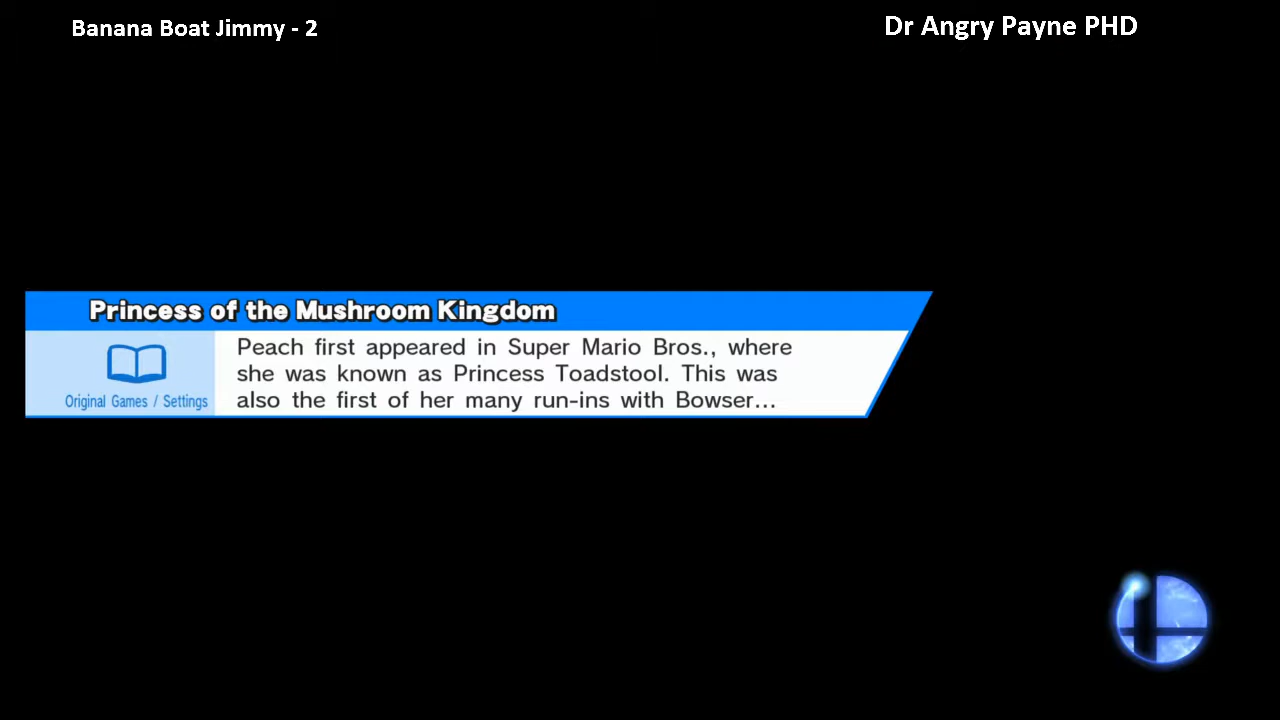 Banana Boat Jimmy - 2
Dr Angry Payne PHD
Princess of the Mushroom Kingdom
Original Games / Settings
Peach first appeared in Super Mario Bros., where
she was known as Princess Toadstool. This was
also the first of her many run-ins with Bowser...